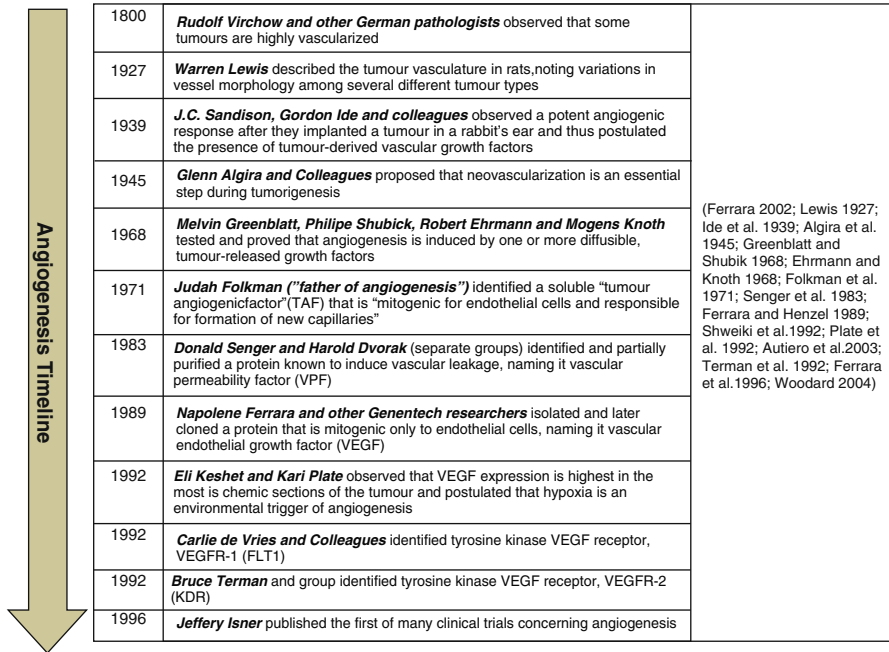 Angiogenesis Timeline
1800
Rudolf Virchow and other German pathologists observed that some
tumours are highly vascularized
1927
Warren Lewis described the tumour vasculature in rats,noting variations in
vessel morphology among several different tumour types
1939
J.C. Sandison, Gordon Ide and colleagues observed a potent angiogenic
response after they implanted a tumour in a rabbit's ear and thus postulated
the presence of tumour-derived vascular growth factors
1945
Glenn Algira and Colleagues proposed that neovascularization is an essential
step during tumorigenesis
1968
Melvin Greenblatt, Philipe Shubick, Robert Ehrmann and Mogens Knoth
tested and proved that angiogenesis is induced by one or more diffusible,
tumour-released growth factors
1971
Judah Folkman ("father of angiogenesis") identified a soluble “tumour
angiogenicfactor”(TAF) that is “mitogenic for endothelial cells and responsible
for formation of new capillaries”
1983
Donald Senger and Harold Dvorak (separate groups) identified and partially
purified a protein known to induce vascular leakage, naming it vascular
permeability factor (VPF)
1989
Napolene Ferrara and other Genentech researchers isolated and later
cloned a protein that is mitogenic only to endothelial cells, naming it vascular
endothelial growth factor (VEGF)
1992
Eli Keshet and Kari Plate observed that VEGF expression is highest in the
most is chemic sections of the tumour and postulated that hypoxia is an
environmental trigger of angiogenesis
1992
Carlie de Vries and Colleagues identified tyrosine kinase VEGF receptor,
VEGFR-1 (FLT1)
1992
Bruce Terman and group identified tyrosine kinase VEGF receptor, VEGFR-2
(KDR)
1996
Jeffery Isner published the first of many clinical trials concerning angiogenesis
(Ferrara 2002; Lewis 1927;
Ide et al. 1939; Algira et al.
1945; Greenblatt and
Shubik 1968; Ehrmann and
Knoth 1968; Folkman et al.
1971; Senger et al. 1983;
Ferrara and Henzel 1989;
Shweiki et al.1992; Plate et
al. 1992; Autiero et al.2003;
Terman et al. 1992; Ferrara
et al.1996; Woodard 2004)